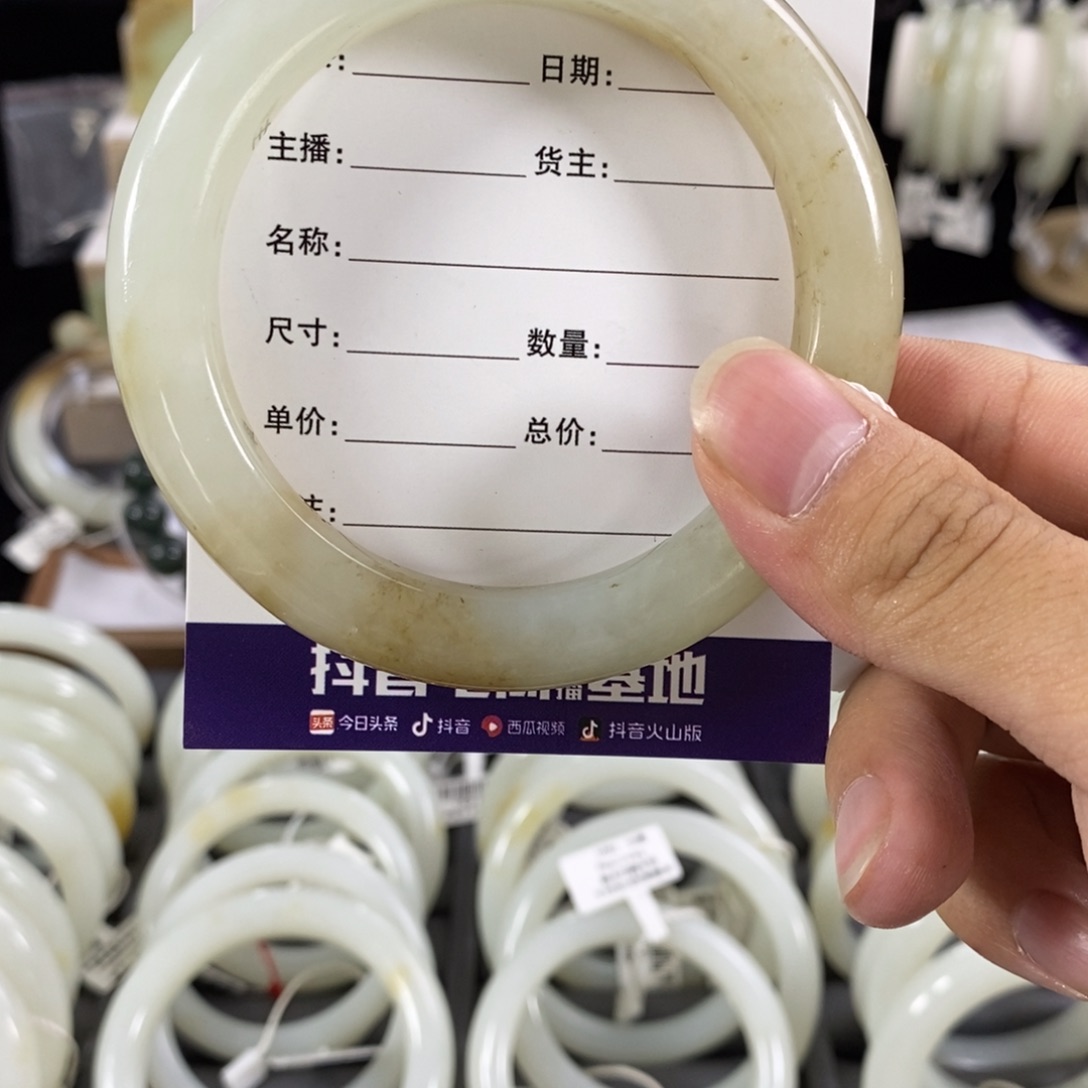 日期:
主播: 货主:
名称:
尺寸: 数量:
单价: 总价:
基地
头条 今日头条 抖音 西瓜视频 抖音火山版